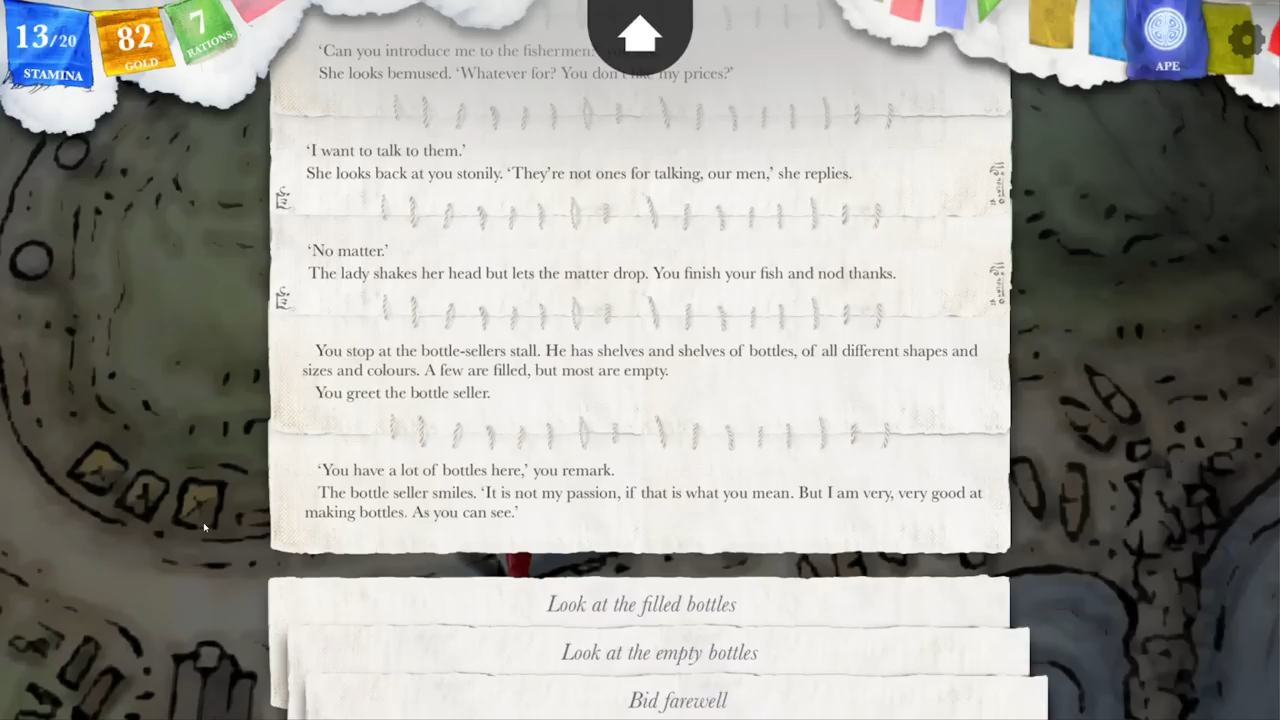 13/20
STAMINA
82
GOLD
7
RATIONS
APE
‘Can you introduce me to the fishermen
She looks bemused. ‘Whatever for? You don't like my prices?’
‘I want to talk to them.’
She looks back at you stonily. ‘They’re not ones for talking, our men,’ she replies.
‘No matter.’
The lady shakes her head but lets the matter drop. You finish your fish and nod thanks.
You stop at the bottle-sellers stall. He has shelves and shelves of bottles, of all different shapes and
sizes and colours. A few are filled, but most are empty.
You greet the bottle seller.
‘You have a lot of bottles here,’ you remark.
The bottle seller smiles. ‘It is not my passion, if that is what you mean. But I am very, very good at
making bottles. As you can see.’
Look at the filled bottles
Look at the empty bottles
Bid farewell